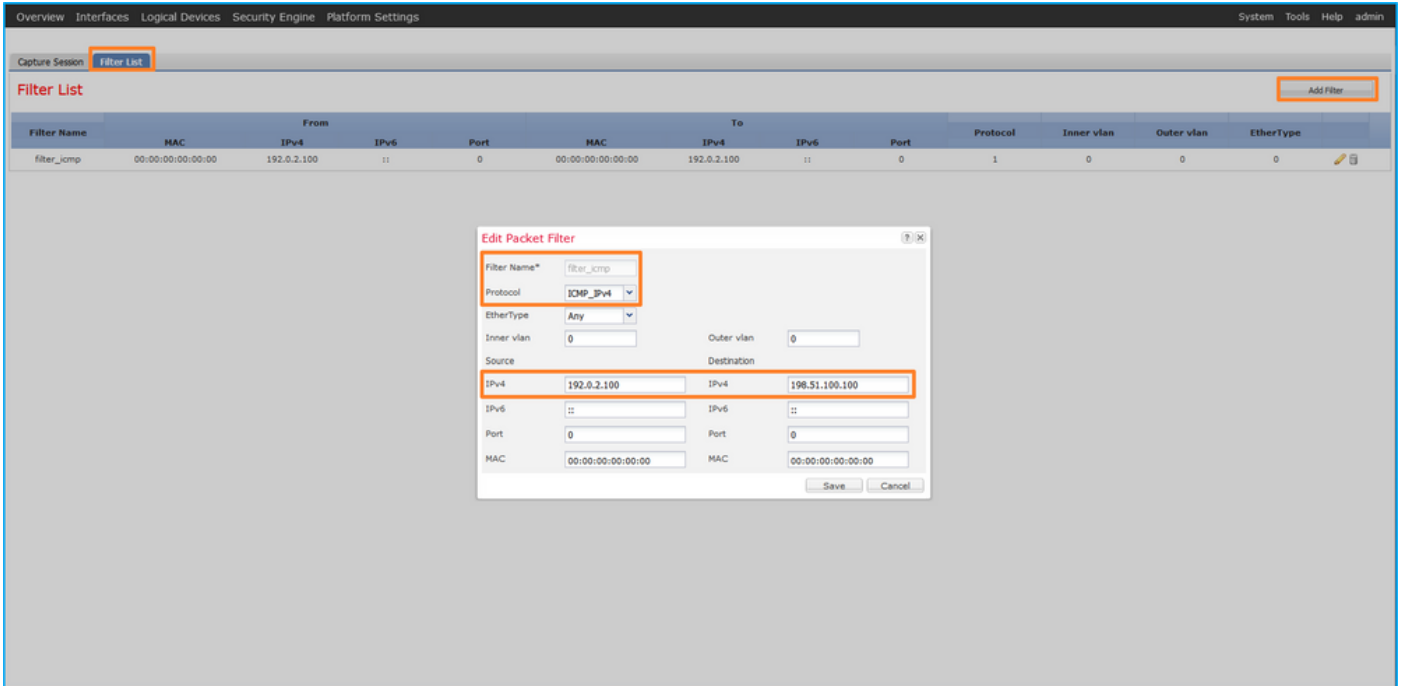 Overview Interfaces Logical Devices Security Engine Platform Settings System Tools Help admin
Capture Session Filter List
Filter List Add Filter
From To
Filter Name Protocol Inner vlan Outer vlan EtherType
MAC IPv4 IPv6 Port MAC IPv4 IPv6 Port
filter_icmp 00:00:00:00:00:00 192.0.2.100 :: 0 00:00:00:00:00:00 192.0.2.100 :: 0 1 0 0 0
Edit Packet Filter ? X
Filter Name* filter_icmp
Protocol ICMP_IPv4
EtherType Any
Inner vlan 0 Outer vlan 0
Source Destination
IPv4 192.0.2.100 IPv4 198.51.100.100
IPv6 :: IPv6 ::
Port 0 Port 0
MAC 00:00:00:00:00:00 MAC 00:00:00:00:00:00
Save Cancel